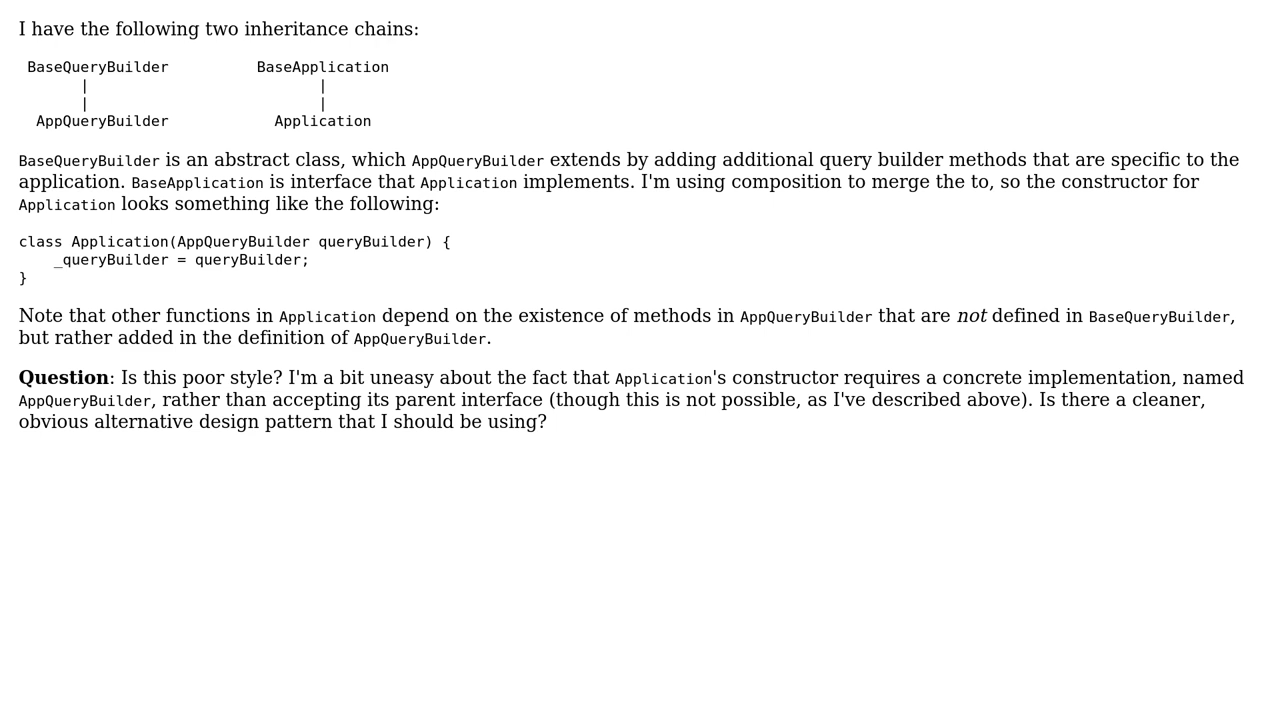 I have the following two inheritance chains:
BaseQueryBuilder          BaseApplication
|                          |
|                          |
AppQueryBuilder            Application
BaseQueryBuilder is an abstract class, which AppQueryBuilder extends by adding additional query builder methods that are specific to the
application. BaseApplication is interface that Application implements. I'm using composition to merge the to, so the constructor for
Application looks something like the following:
class Application(AppQueryBuilder queryBuilder) {
    _queryBuilder = queryBuilder;
}
Note that other functions in Application depend on the existence of methods in AppQueryBuilder that are not defined in BaseQueryBuilder,
but rather added in the definition of AppQueryBuilder.
Question: Is this poor style? I'm a bit uneasy about the fact that Application's constructor requires a concrete implementation, named
AppQueryBuilder, rather than accepting its parent interface (though this is not possible, as I've described above). Is there a cleaner,
obvious alternative design pattern that I should be using?